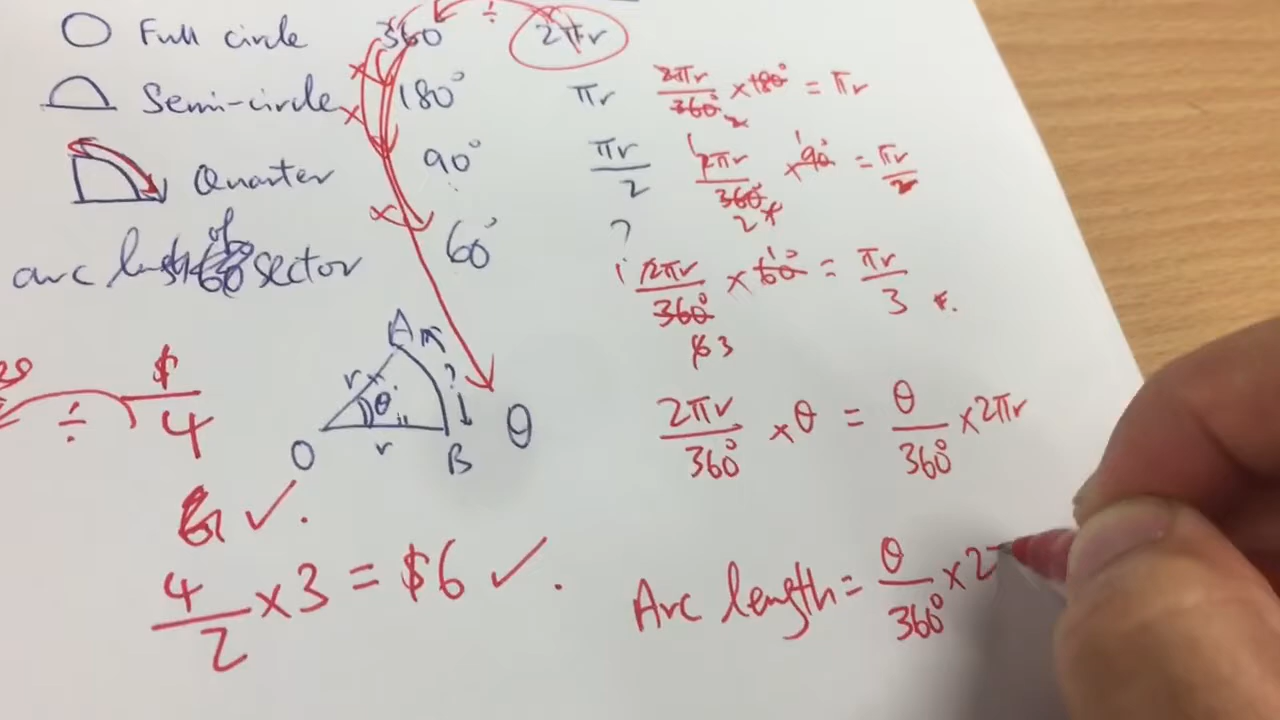 Full circle 360° 2πr ÷
Semi-circle 180° πr 2πr/360° × 180° = πr
Quarter 90° πr/2 2πr/360° × 90° = πr/2
arc length of sector 60° ? 2πr/360° × 60° = πr/3
A r θ ? O r B θ
2πr/360° × θ = θ/360° × 2πr
÷ $/4
4/2 × 3 = $6 ✓.
Arc length = θ/360° × 2